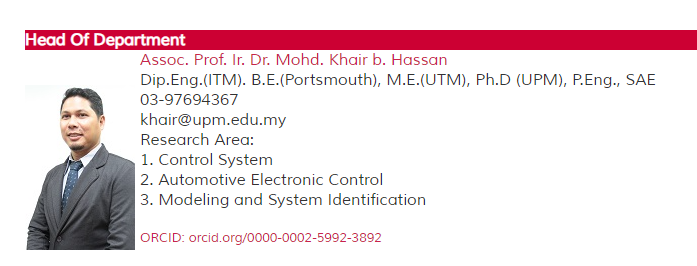 Head Of Department
Assoc. Prof. Ir. Dr. Mohd. Khair b. Hassan
Dip.Eng.(ITM). B.E.(Portsmouth), M.E.(UTM), Ph.D (UPM), P.Eng., SAE
03-97694367
khair@upm.edu.my
Research Area:
1. Control System
2. Automotive Electronic Control
3. Modeling and System Identification
ORCID: orcid.org/0000-0002-5992-3892